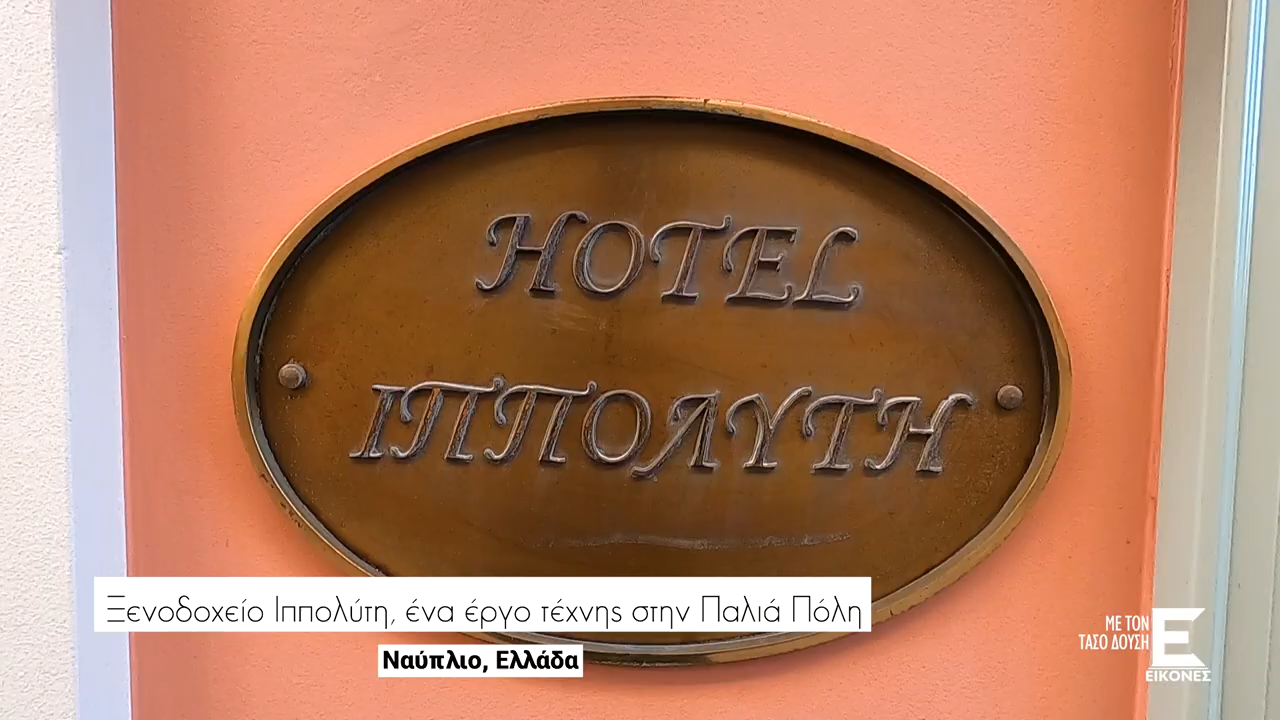 HOTEL
ΙΠΠΟΛΥΤΗ
Ξενοδοχείο Ιππολύτη, ένα έργο τέχνης στην Παλιά Πόλη
Ναύπλιο, Ελλάδα
ΜΕ ΤΟΝ
ΤΑΣΟ ΔΟΥΣΗ
Ε
ΕΙΚΟΝΕΣ